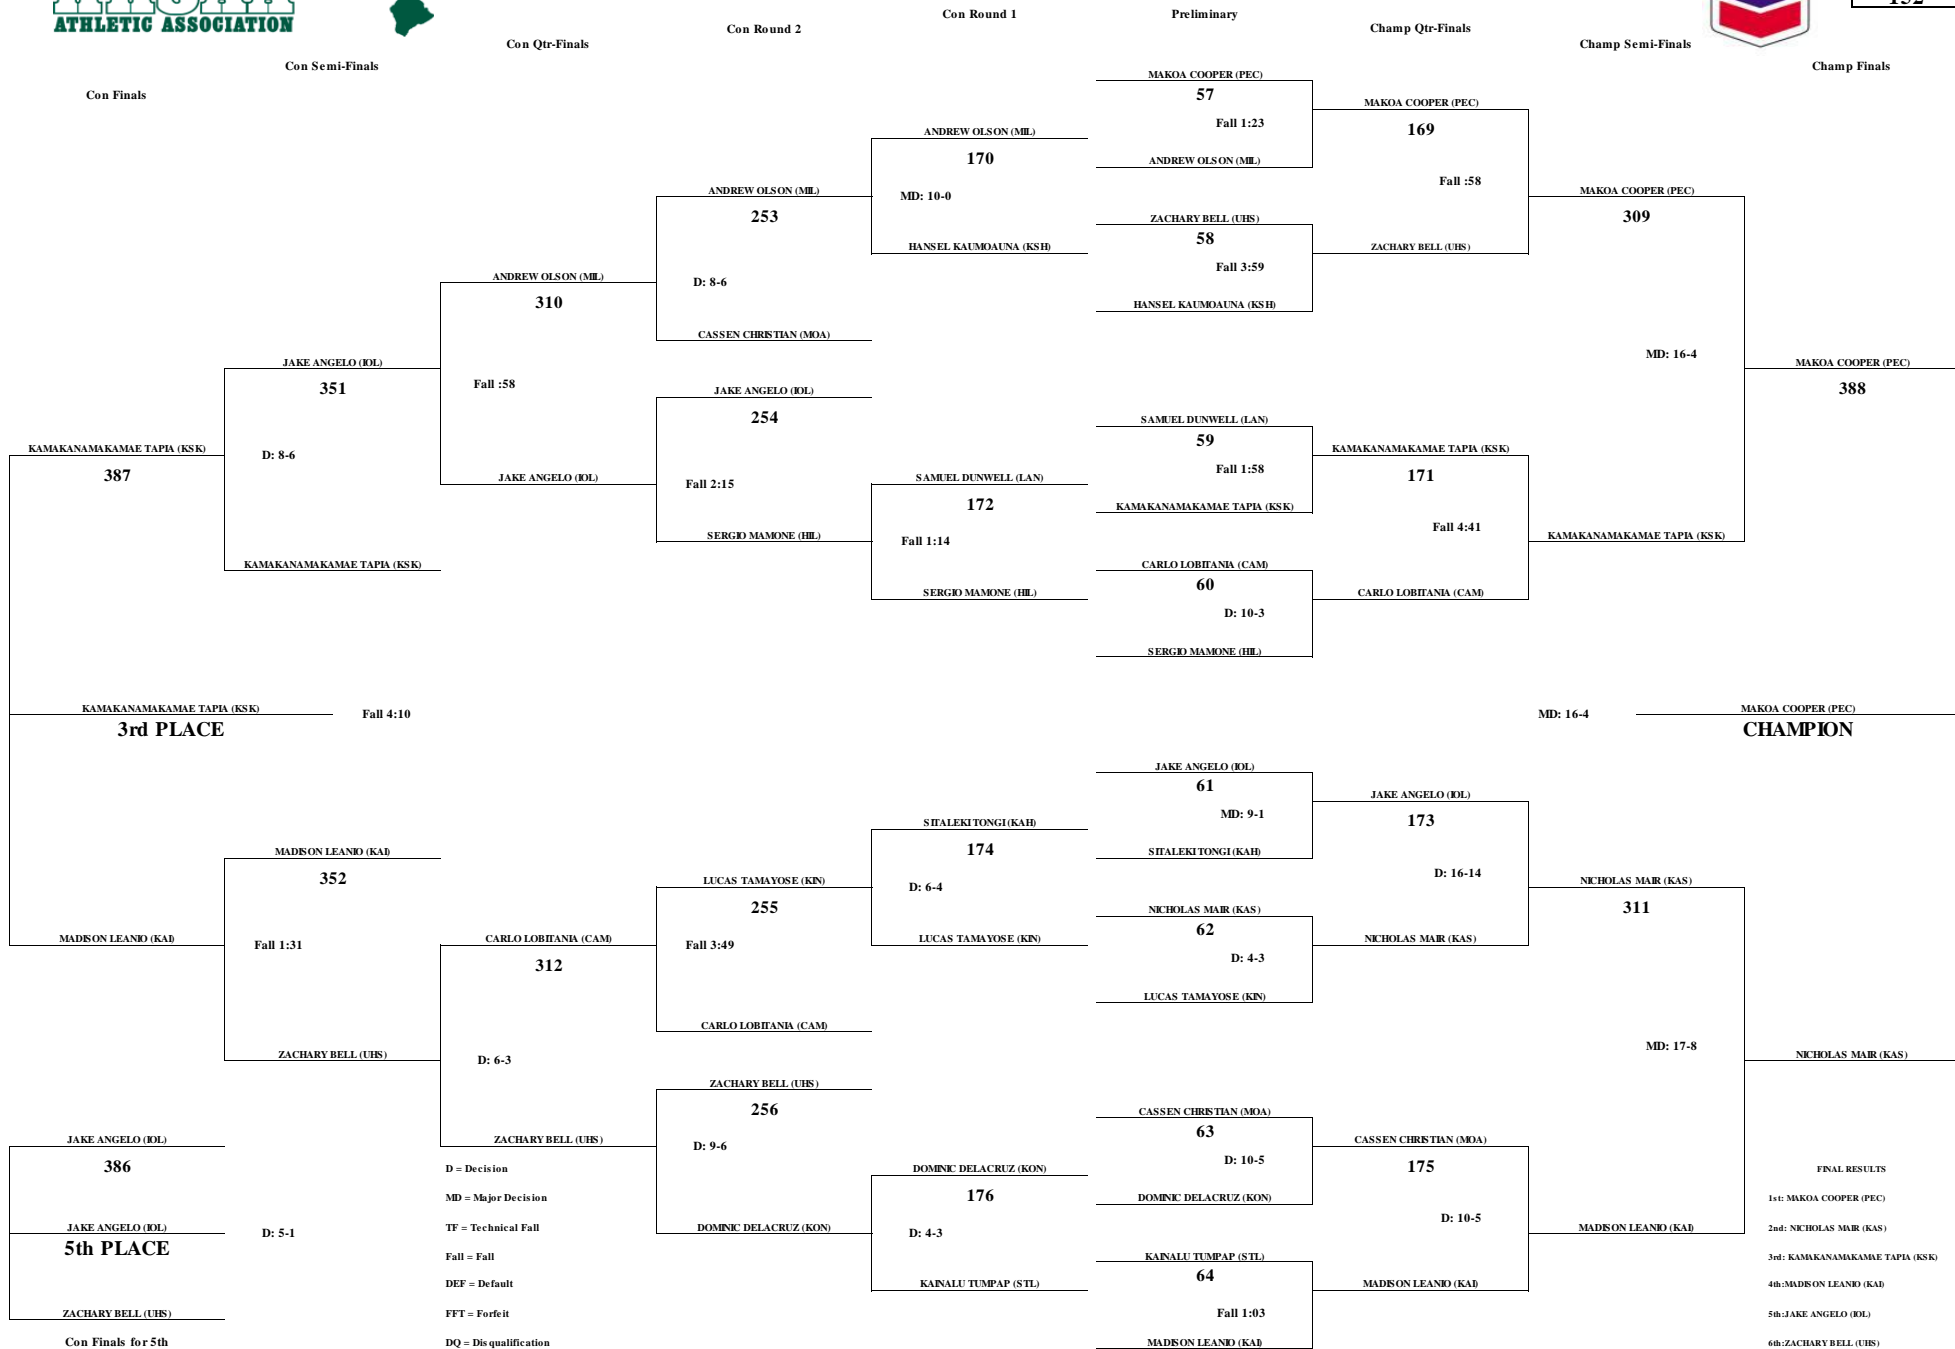 ATHLETIC ASSOCIATION
Con Finals
Con Semi-Finals
Con Qtr-Finals
Con Round 2
Con Round 1
Preliminary
Champ Qtr-Finals
Champ Semi-Finals
Champ Finals
KAMAKANAMAKAMAE TAPIA (KSK)
387
KAMAKANAMAKAMAE TAPIA (KSK)
Fall 4:10
3rd PLACE
MADISON LEANIO (KAI)
JAKE ANGELO (IOL)
386
JAKE ANGELO (IOL)
D: 5-1
5th PLACE
ZACHARY BELL (UHS)
Con Finals for 5th
JAKE ANGELO (IOL)
351
D: 8-6
KAMAKANAMAKAMAE TAPIA (KSK)
MADISON LEANIO (KAI)
352
Fall 1:31
ZACHARY BELL (UHS)
ANDREW OLSON (MIL)
310
Fall :58
JAKE ANGELO (IOL)
CARLO LOBITANIA (CAM)
312
D: 6-3
ZACHARY BELL (UHS)
D = Decision
MD = Major Decision
TF = Technical Fall
Fall = Fall
DEF = Default
FFT = Forfeit
DQ = Disqualification
ANDREW OLSON (MIL)
253
D: 8-6
CASSEN CHRISTIAN (MOA)
JAKE ANGELO (IOL)
254
Fall 2:15
SERGIO MAMONE (HIL)
LUCAS TAMAYOSE (KIN)
255
Fall 3:49
CARLO LOBITANIA (CAM)
ZACHARY BELL (UHS)
256
D: 9-6
DOMINIC DELACRUZ (KON)
ANDREW OLSON (MIL)
170
MD: 10-0
HANSEL KAUMOAUNA (KSH)
SAMUEL DUNWELL (LAN)
172
Fall 1:14
SERGIO MAMONE (HIL)
SITALEKI TONGI (KAH)
174
D: 6-4
LUCAS TAMAYOSE (KIN)
DOMINIC DELACRUZ (KON)
176
D: 4-3
KAINALU TUMPAP (STL)
MAKOA COOPER (PEC)
57
Fall 1:23
ANDREW OLSON (MIL)
ZACHARY BELL (UHS)
58
Fall 3:59
HANSEL KAUMOAUNA (KSH)
SAMUEL DUNWELL (LAN)
59
Fall 1:58
KAMAKANAMAKAMAE TAPIA (KSK)
CARLO LOBITANIA (CAM)
60
D: 10-3
SERGIO MAMONE (HIL)
JAKE ANGELO (IOL)
61
MD: 9-1
SITALEKI TONGI (KAH)
NICHOLAS MAIR (KAS)
62
D: 4-3
LUCAS TAMAYOSE (KIN)
CASSEN CHRISTIAN (MOA)
63
D: 10-5
DOMINIC DELACRUZ (KON)
KAINALU TUMPAP (STL)
64
Fall 1:03
MADISON LEANIO (KAI)
MAKOA COOPER (PEC)
169
Fall :58
ZACHARY BELL (UHS)
KAMAKANAMAKAMAE TAPIA (KSK)
171
Fall 4:41
CARLO LOBITANIA (CAM)
JAKE ANGELO (IOL)
173
D: 16-14
NICHOLAS MAIR (KAS)
CASSEN CHRISTIAN (MOA)
175
D: 10-5
MADISON LEANIO (KAI)
MAKOA COOPER (PEC)
309
MD: 16-4
KAMAKANAMAKAMAE TAPIA (KSK)
NICHOLAS MAIR (KAS)
311
MD: 17-8
MADISON LEANIO (KAI)
MAKOA COOPER (PEC)
388
MD: 16-4
MAKOA COOPER (PEC)
CHAMPION
NICHOLAS MAIR (KAS)
FINAL RESULTS
1st: MAKOA COOPER (PEC)
2nd: NICHOLAS MAIR (KAS)
3rd: KAMAKANAMAKAMAE TAPIA (KSK)
4th:MADISON LEANIO (KAI)
5th:JAKE ANGELO (IOL)
6th:ZACHARY BELL (UHS)